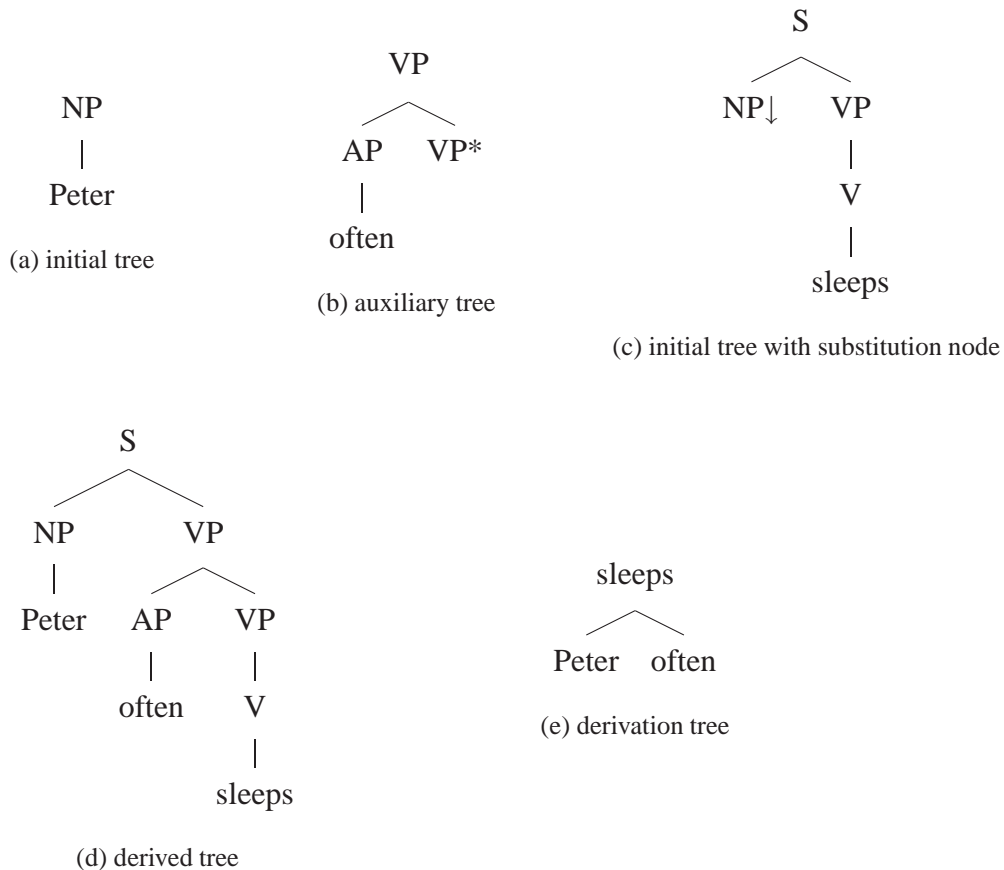 S
VP
NP
NP↓ VP
AP VP*
V
Peter
often
(a) initial tree
sleeps
(b) auxiliary tree
(c) initial tree with substitution node
S
NP VP
sleeps
Peter AP VP
Peter often
often V
(e) derivation tree
sleeps
(d) derived tree